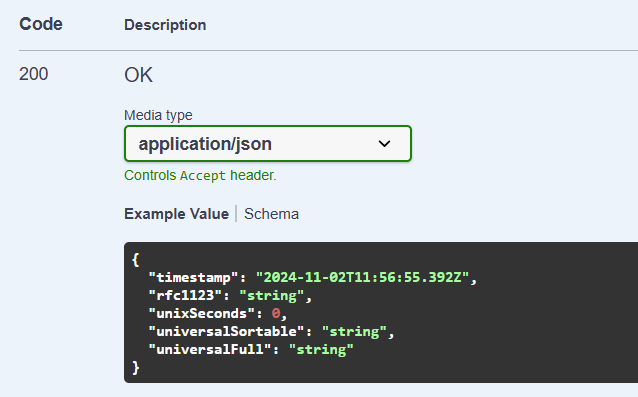 Code Description
200 OK
Media type
application/json
Controls Accept header.
Example Value | Schema
{
  "timestamp": "2024-11-02T11:56:55.392Z",
  "rfc1123": "string",
  "unixSeconds": 0,
  "universalSortable": "string",
  "universalFull": "string"
}